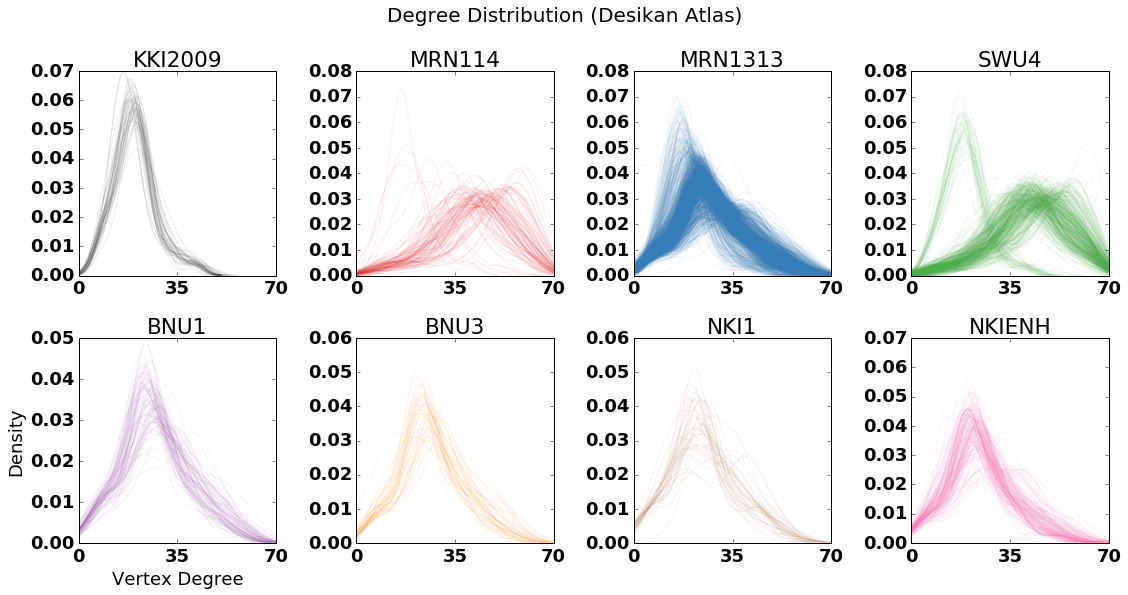 Degree Distribution (Desikan Atlas)
KKI2009 MRN114 MRN1313 SWU4
0.07 0.08 0.08 0.08
0.06 0.07 0.07 0.07
0.05 0.06 0.06 0.06
0.04 0.05 0.05 0.05
0.03 0.04 0.04 0.04
0.02 0.03 0.03 0.03
0.01 0.02 0.02 0.02
0.00 0.01 0.01 0.01
0.00 0.00 0.00
0 35 70 0 35 70 0 35 70 0 35 70
BNU1 BNU3 NKI1 NKIENH
0.05 0.06 0.06 0.07
0.04 0.05 0.05 0.06
0.03 0.04 0.04 0.05
0.02 0.03 0.03 0.04
0.01 0.02 0.02 0.03
0.00 0.01 0.01 0.02
0.00 0.00 0.01
0.00
0 35 70 0 35 70 0 35 70 0 35 70
Density
Vertex Degree